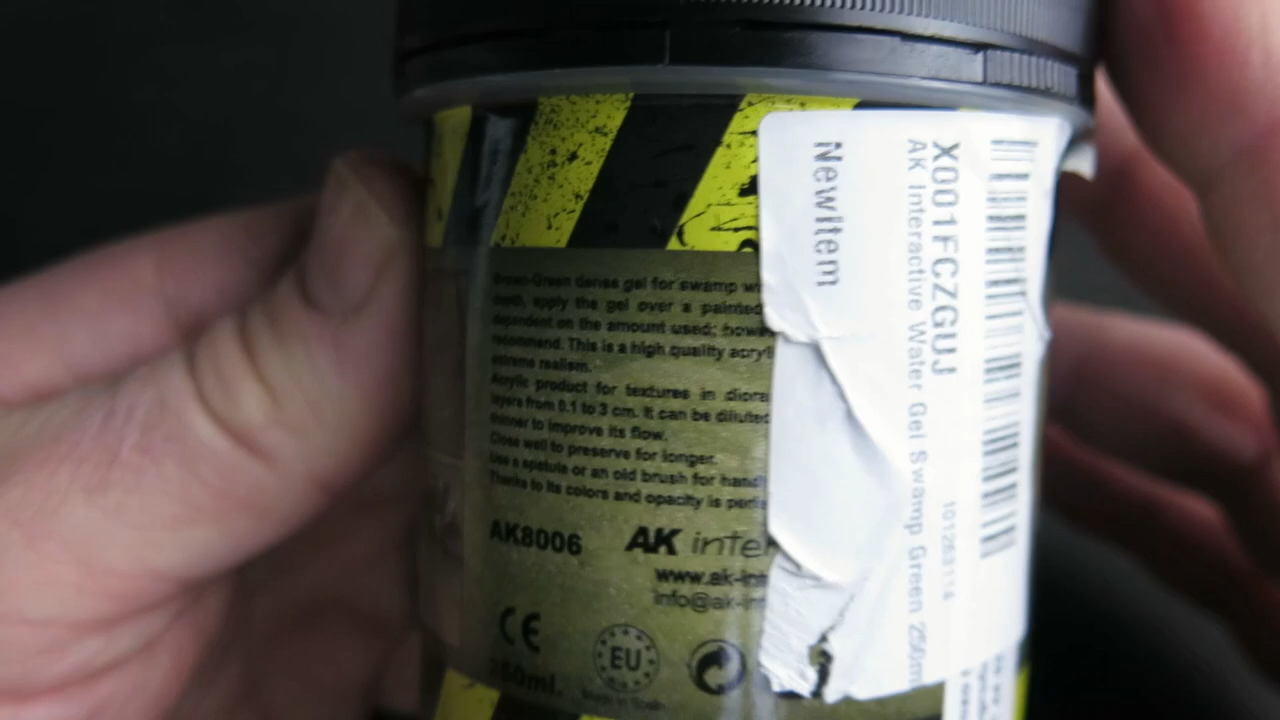 Brown-Green dense gel for swamp
depth, apply the gel over a painted
dependent on the amount used; howe
recommend. This is a high quality acryl
extreme realism.
Acrylic product for textures in diora
layers from 0.1 to 3 cm. It can be diluted
thinner to improve its flow.
Close well to preserve for longer.
Use a spatula or an old brush for handl
Thanks to its colors and opacity is
AK8006
AK inte
www.ak-int
info@ak-in
CE
EU
Made in Spain
250ml.
NewItem
X001FCZGUJ
AK Interactive Water Gel Swamp Green 250m
101263114